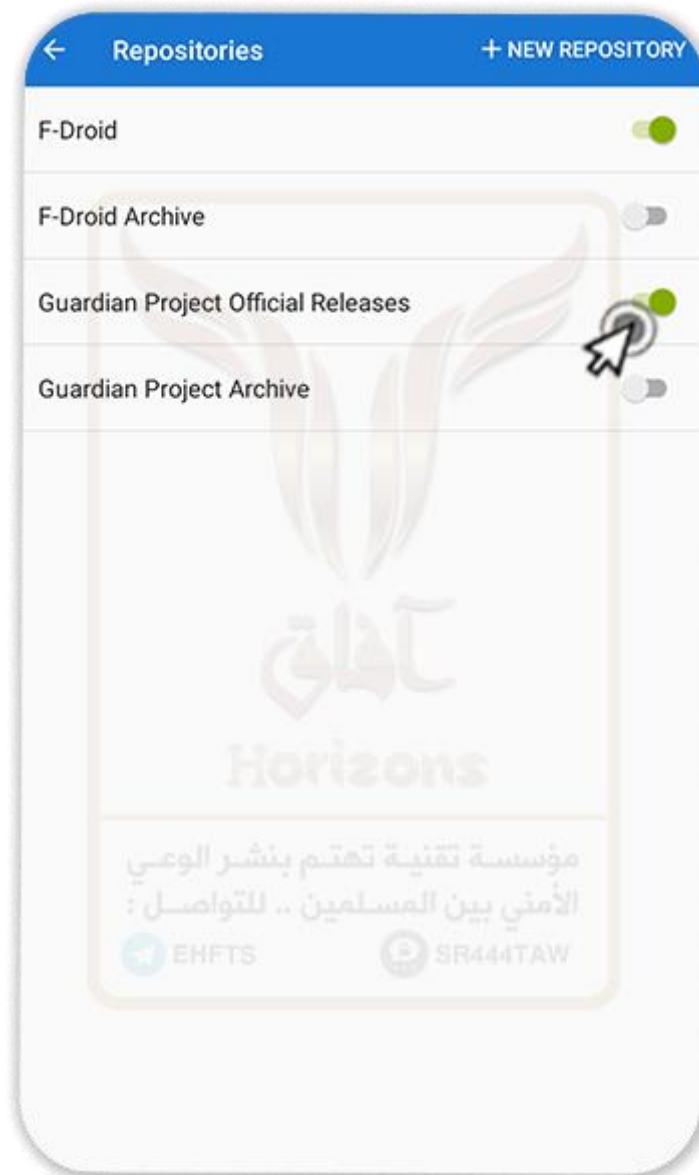 Repositories
+ NEW REPOSITORY
F-Droid
F-Droid Archive
Guardian Project Official Releases
Guardian Project Archive
آفاق
Horizons
مؤسسة تقنية تهتم بنشر الوعي
الأمني بين المسلمين .. للتواصل :
EHFTS
SR444TAW